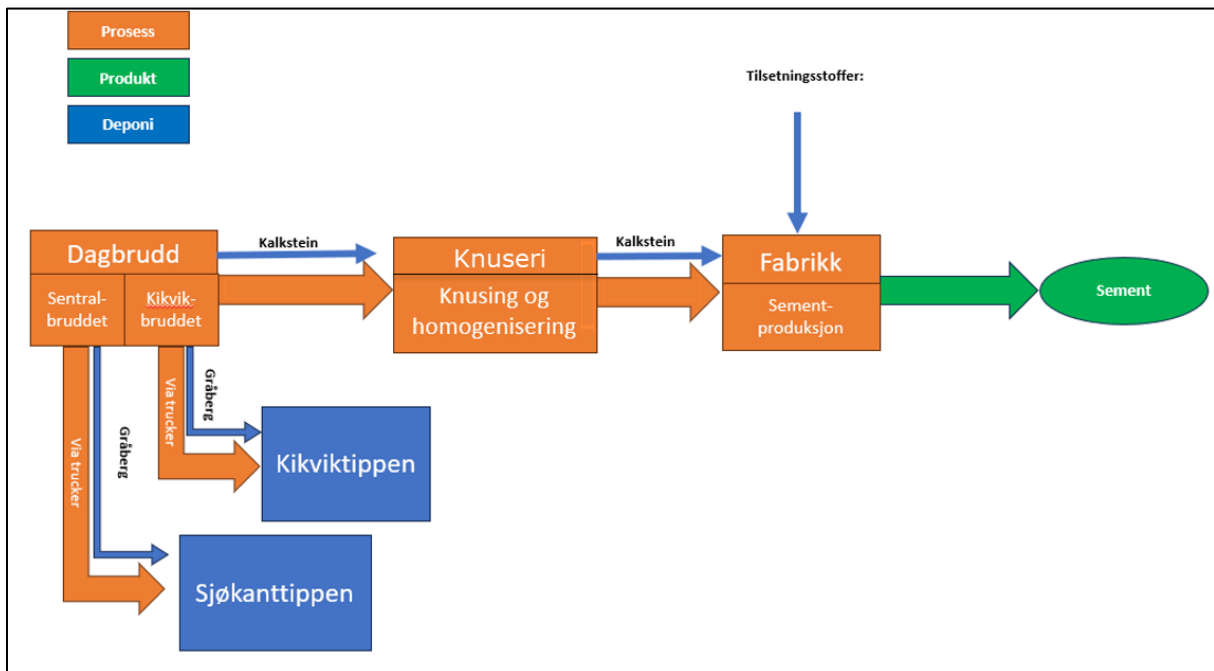 Prosess
Produkt
Deponi
Tilsetningsstoffer:
Dagbrudd
Sentral-
bruddet
Kikvik-
bruddet
Kalkstein
Knuseri
Knusing og
homogenisering
Kalkstein
Fabrikk
Sement-
produksjon
Sement
Via trucker
Gråberg
Via trucker
Gråberg
Kikviktippen
Sjøkanttippen